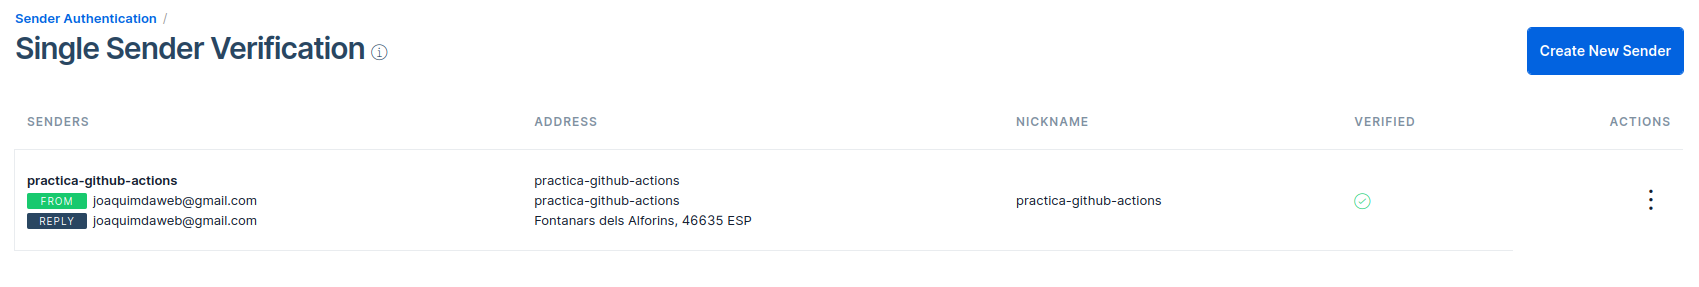 Sender Authentication /
Single Sender Verification
Create New Sender
SENDERS ADDRESS NICKNAME VERIFIED ACTIONS
practica-github-actions practica-github-actions
FROM joaquimdaweb@gmail.com practica-github-actions practica-github-actions
REPLY joaquimdaweb@gmail.com Fontanars dels Alforins, 46635 ESP